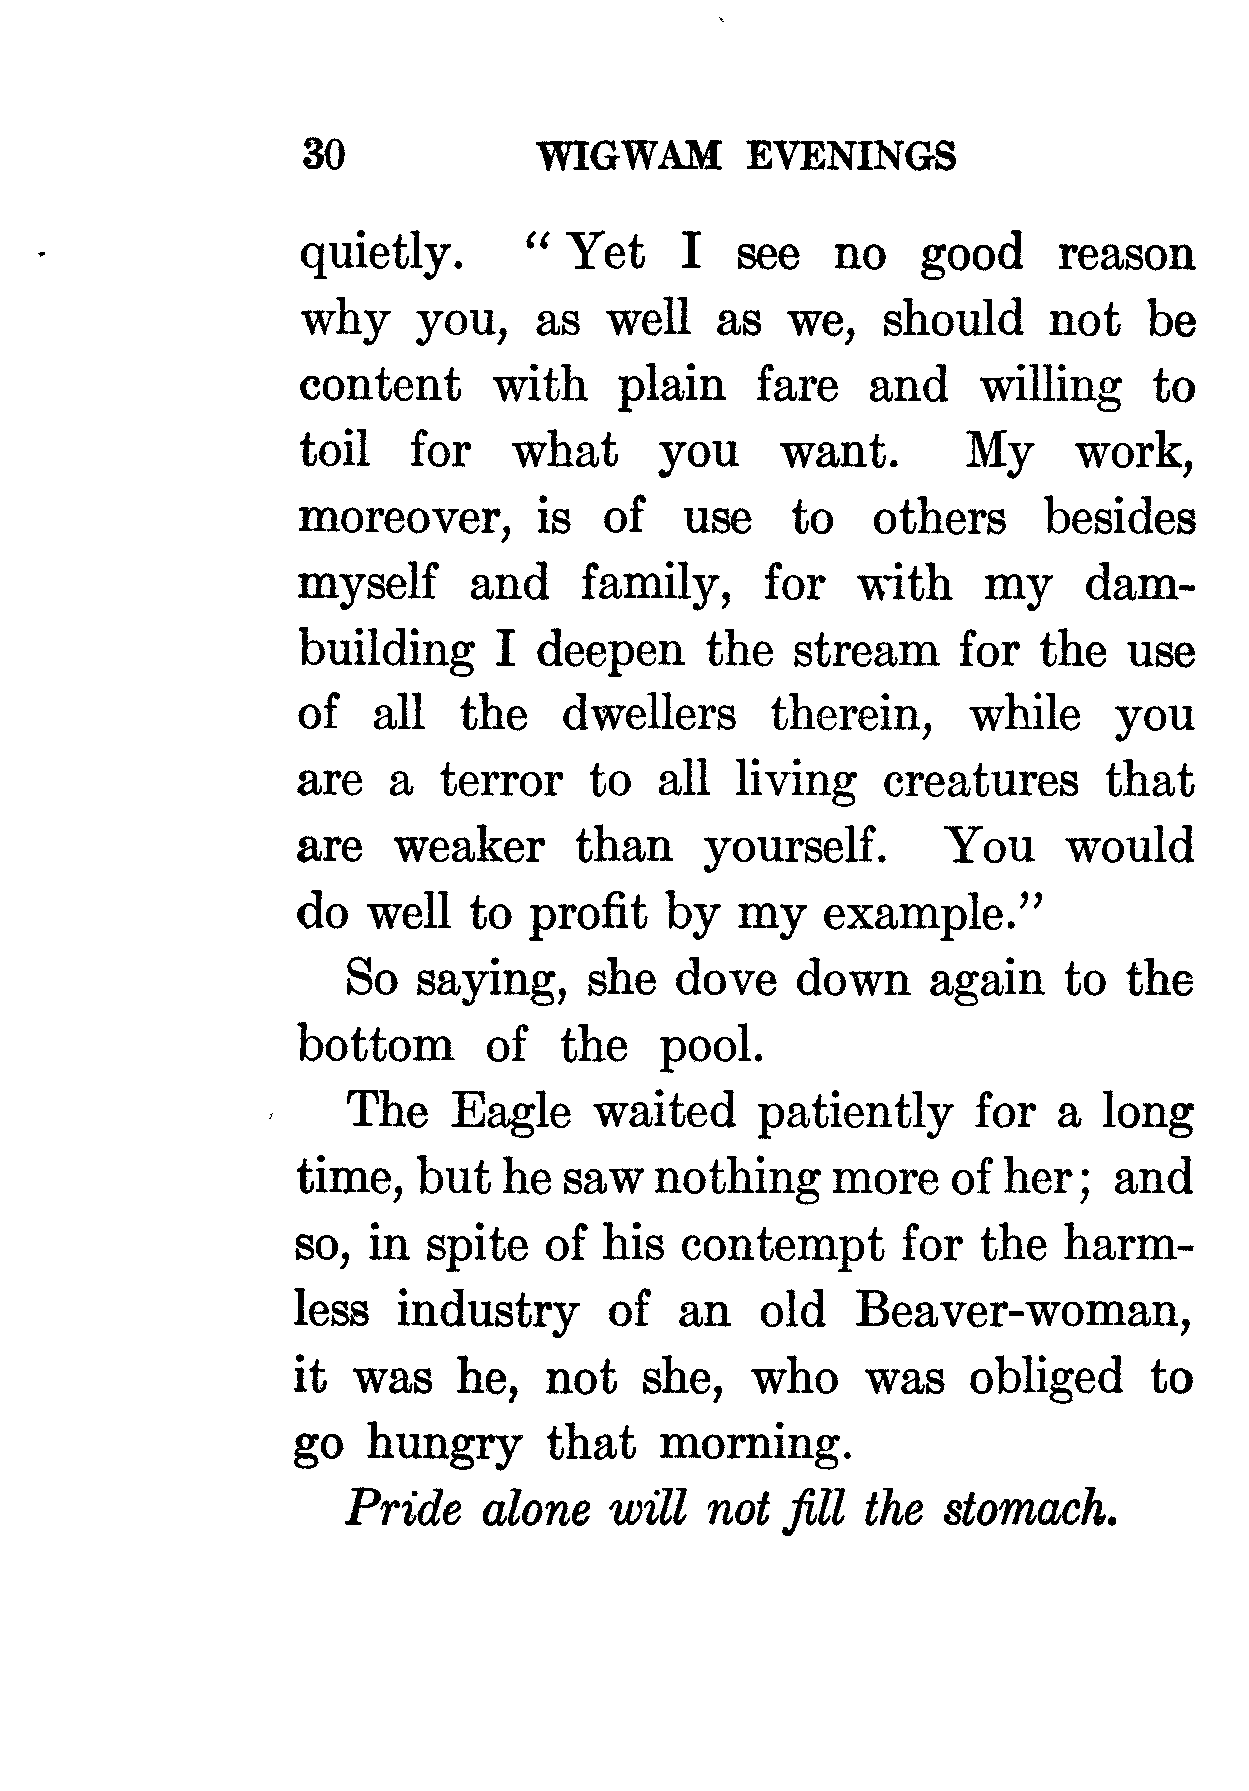 30 WIGWAM EVENINGS
quietly. “ Yet I see no good reason
why you, as well as we, should not be
content with plain fare and willing to
toil for what you want. My work,
moreover, is of use to others besides
myself and family, for with my dam-
building I deepen the stream for the use
of all the dwellers therein, while you
are a terror to all living creatures that
are weaker than yourself. You would
do well to profit by my example.”
So saying, she dove down again to the
bottom of the pool.
The Eagle waited patiently for a long
time, but he saw nothing more of her; and
so, in spite of his contempt for the harm-
less industry of an old Beaver-woman,
it was he, not she, who was obliged to
go hungry that morning.
Pride alone will not fill the stomach.